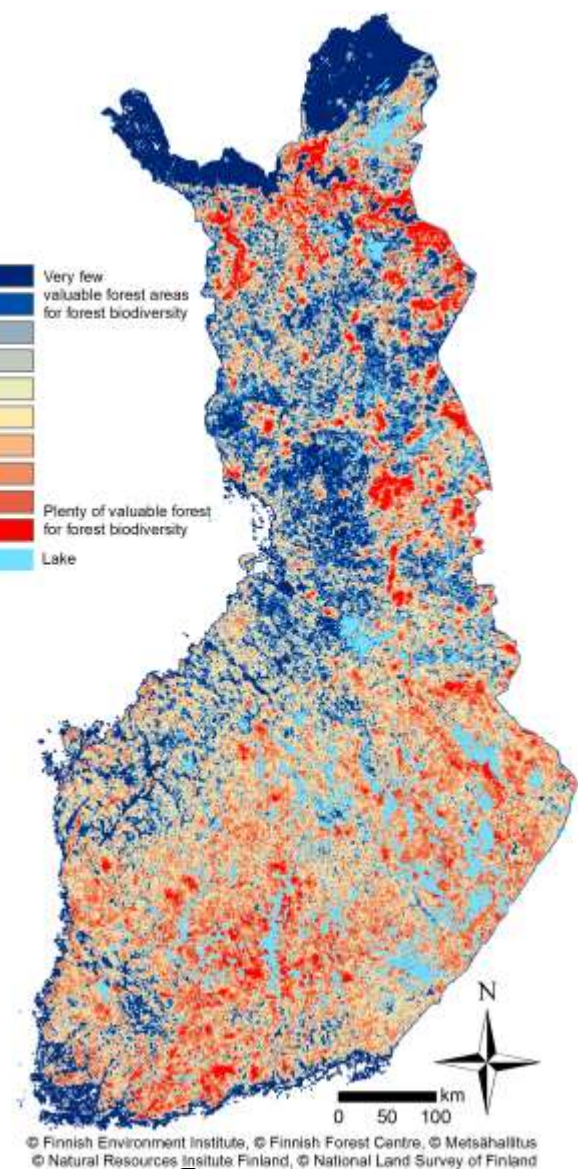 Very few
valuable forest areas
for forest biodiversity
Plenty of valuable forest
for forest biodiversity
Lake
N
km
0 50 100
© Finnish Environment Institute, © Finnish Forest Centre, © Metsähallitus
© Natural Resources Insitute Finland, © National Land Survey of Finland